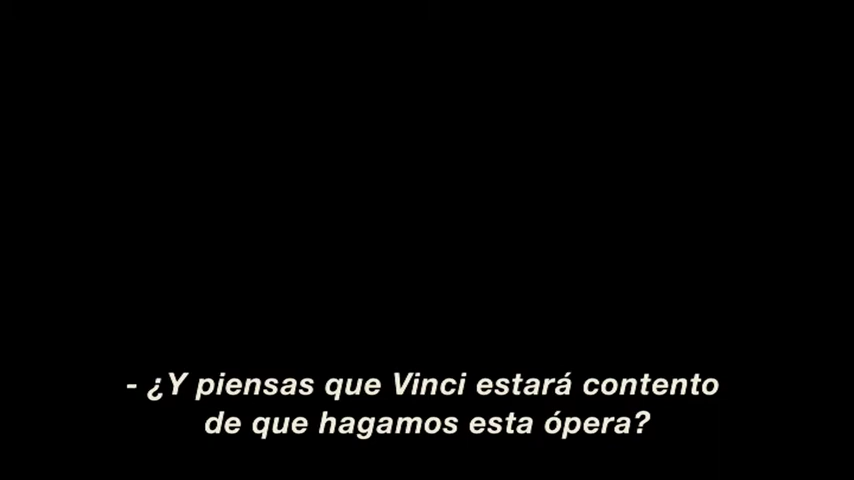 - ¿Y piensas que Vinci estará contento
de que hagamos esta ópera?